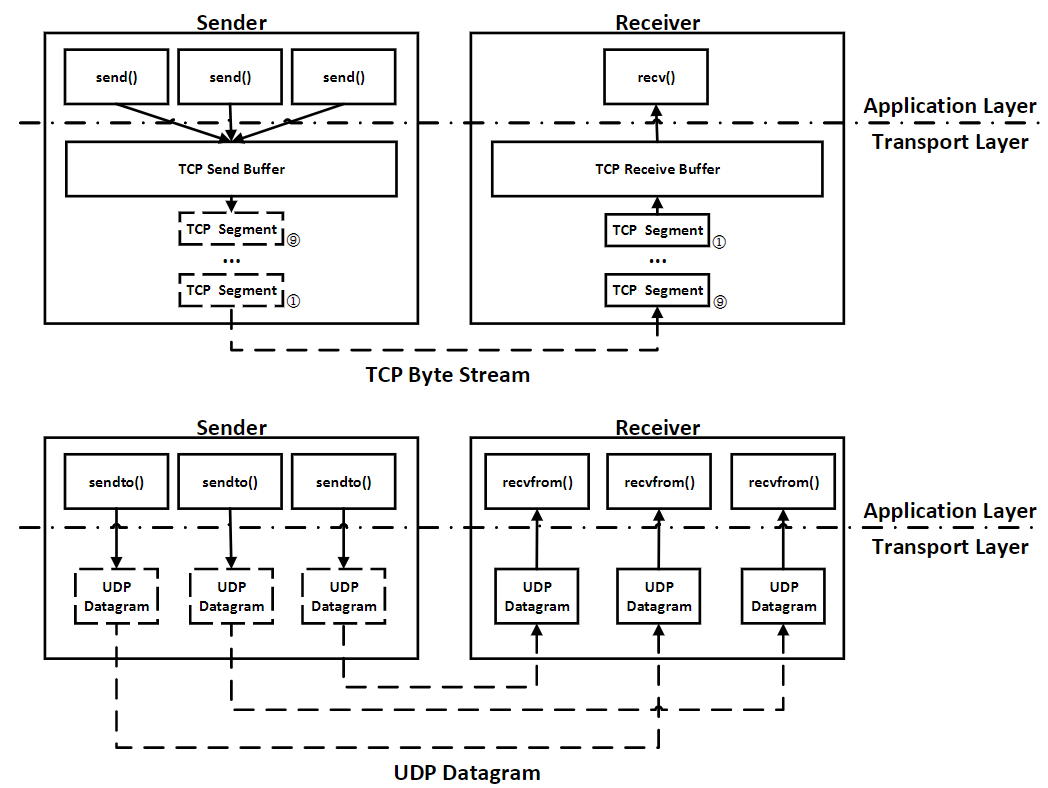 Sender
Receiver
send()
send()
send()
recv()
Application Layer
Transport Layer
TCP Send Buffer
TCP Receive Buffer
TCP Segment
⑨
TCP Segment
①
...
...
TCP Segment
①
TCP Segment
⑨
TCP Byte Stream
Sender
Receiver
sendto()
sendto()
sendto()
recvfrom()
recvfrom()
recvfrom()
Application Layer
Transport Layer
UDP
Datagram
UDP
Datagram
UDP
Datagram
UDP
Datagram
UDP
Datagram
UDP
Datagram
UDP Datagram